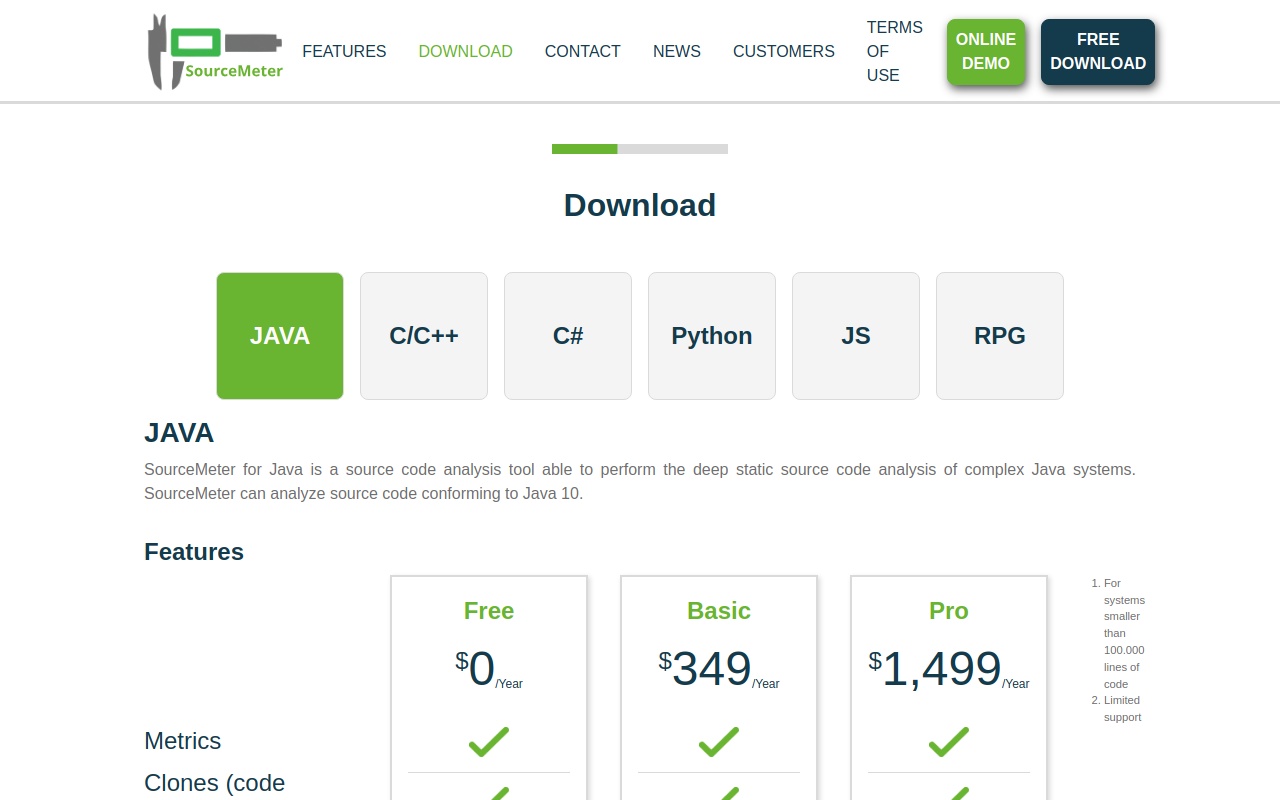 SourceMeter
FEATURES
DOWNLOAD
CONTACT
NEWS
CUSTOMERS
TERMS
OF
USE
ONLINE
DEMO
FREE
DOWNLOAD
Download
JAVA
C/C++
C#
Python
JS
RPG
JAVA
SourceMeter for Java is a source code analysis tool able to perform the deep static source code analysis of complex Java systems.
SourceMeter can analyze source code conforming to Java 10.
Features
Free
$0/Year
Basic
$349/Year
Pro
$1,499/Year
1. For
systems
smaller
than
100.000
lines of
code
2. Limited
support
Metrics
Clones (code